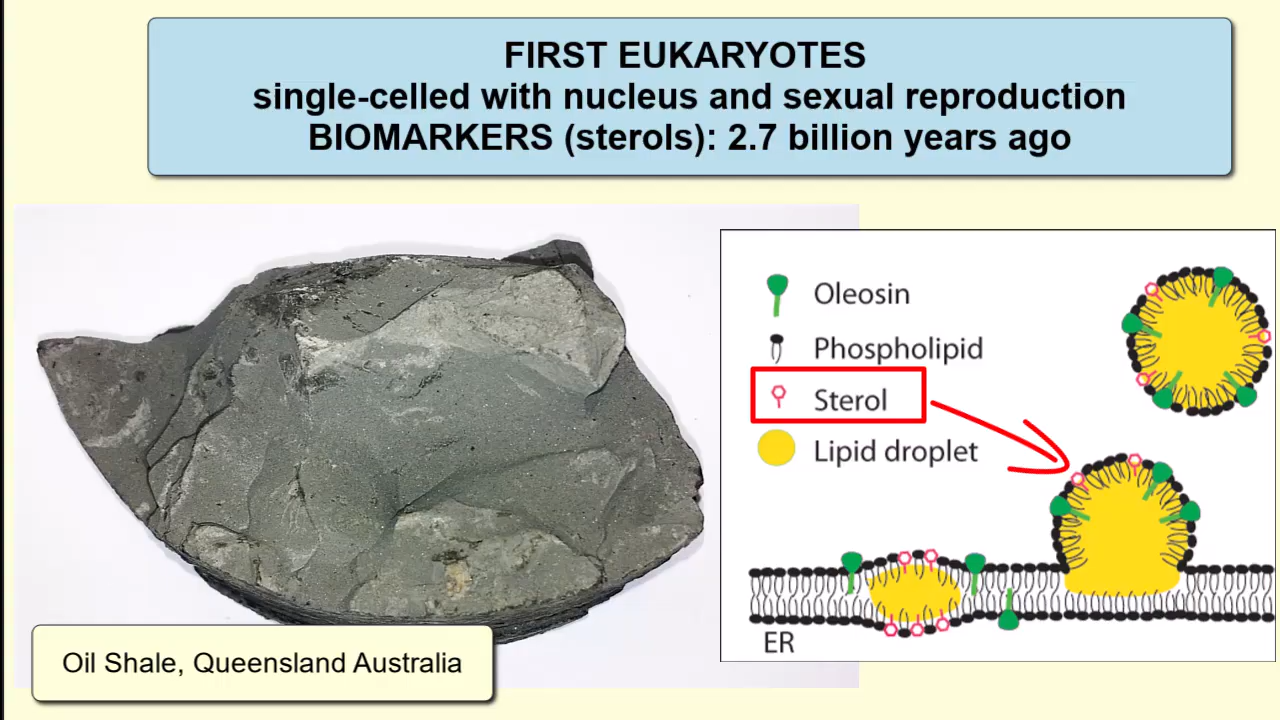 FIRST EUKARYOTES
single-celled with nucleus and sexual reproduction
BIOMARKERS (sterols): 2.7 billion years ago
Oleosin
Phospholipid
Sterol
Lipid droplet
ER
Oil Shale, Queensland Australia